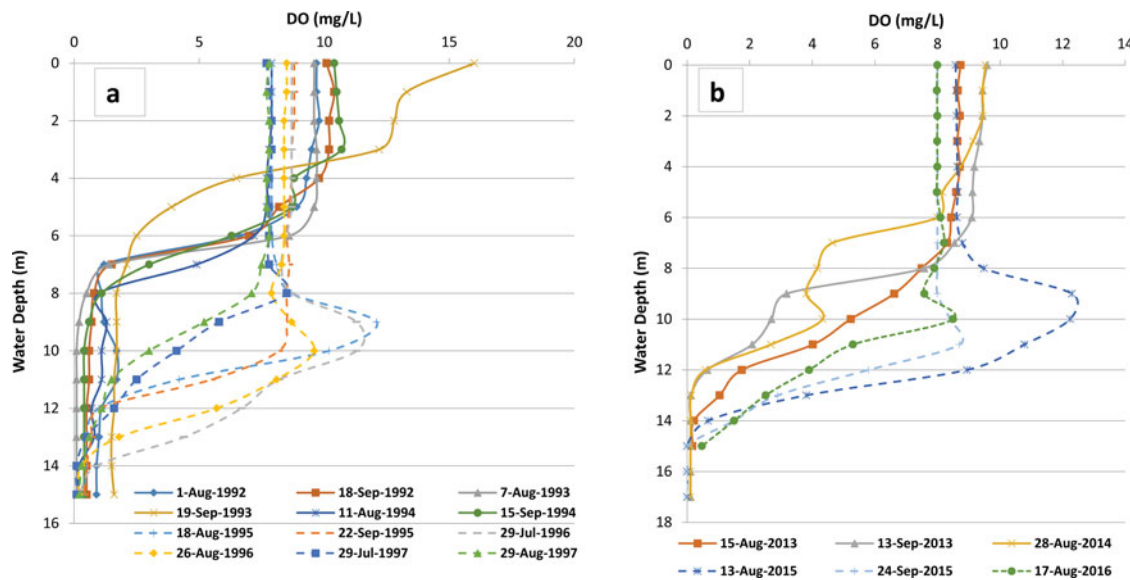 DO (mg/L)
0 5 10 15 20
a
Water Depth (m)
0
2
4
6
8
10
12
14
16
1-Aug-1992 18-Sep-1992 7-Aug-1993
19-Sep-1993 11-Aug-1994 15-Sep-1994
18-Aug-1995 22-Sep-1995 29-Jul-1996
26-Aug-1996 29-Jul-1997 29-Aug-1997
DO (mg/L)
0 2 4 6 8 10 12 14
b
Water Depth (m)
0
2
4
6
8
10
12
14
16
18
15-Aug-2013 13-Sep-2013 28-Aug-2014
13-Aug-2015 24-Sep-2015 17-Aug-2016